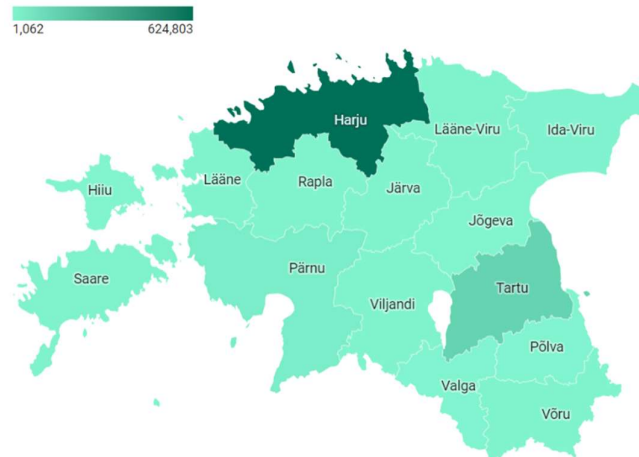 1,062 624,803
Harju
Lääne-Viru
Ida-Viru
Hiiu
Lääne
Rapla
Järva
Jõgeva
Saare
Pärnu
Viljandi
Tartu
Põlva
Valga
Võru